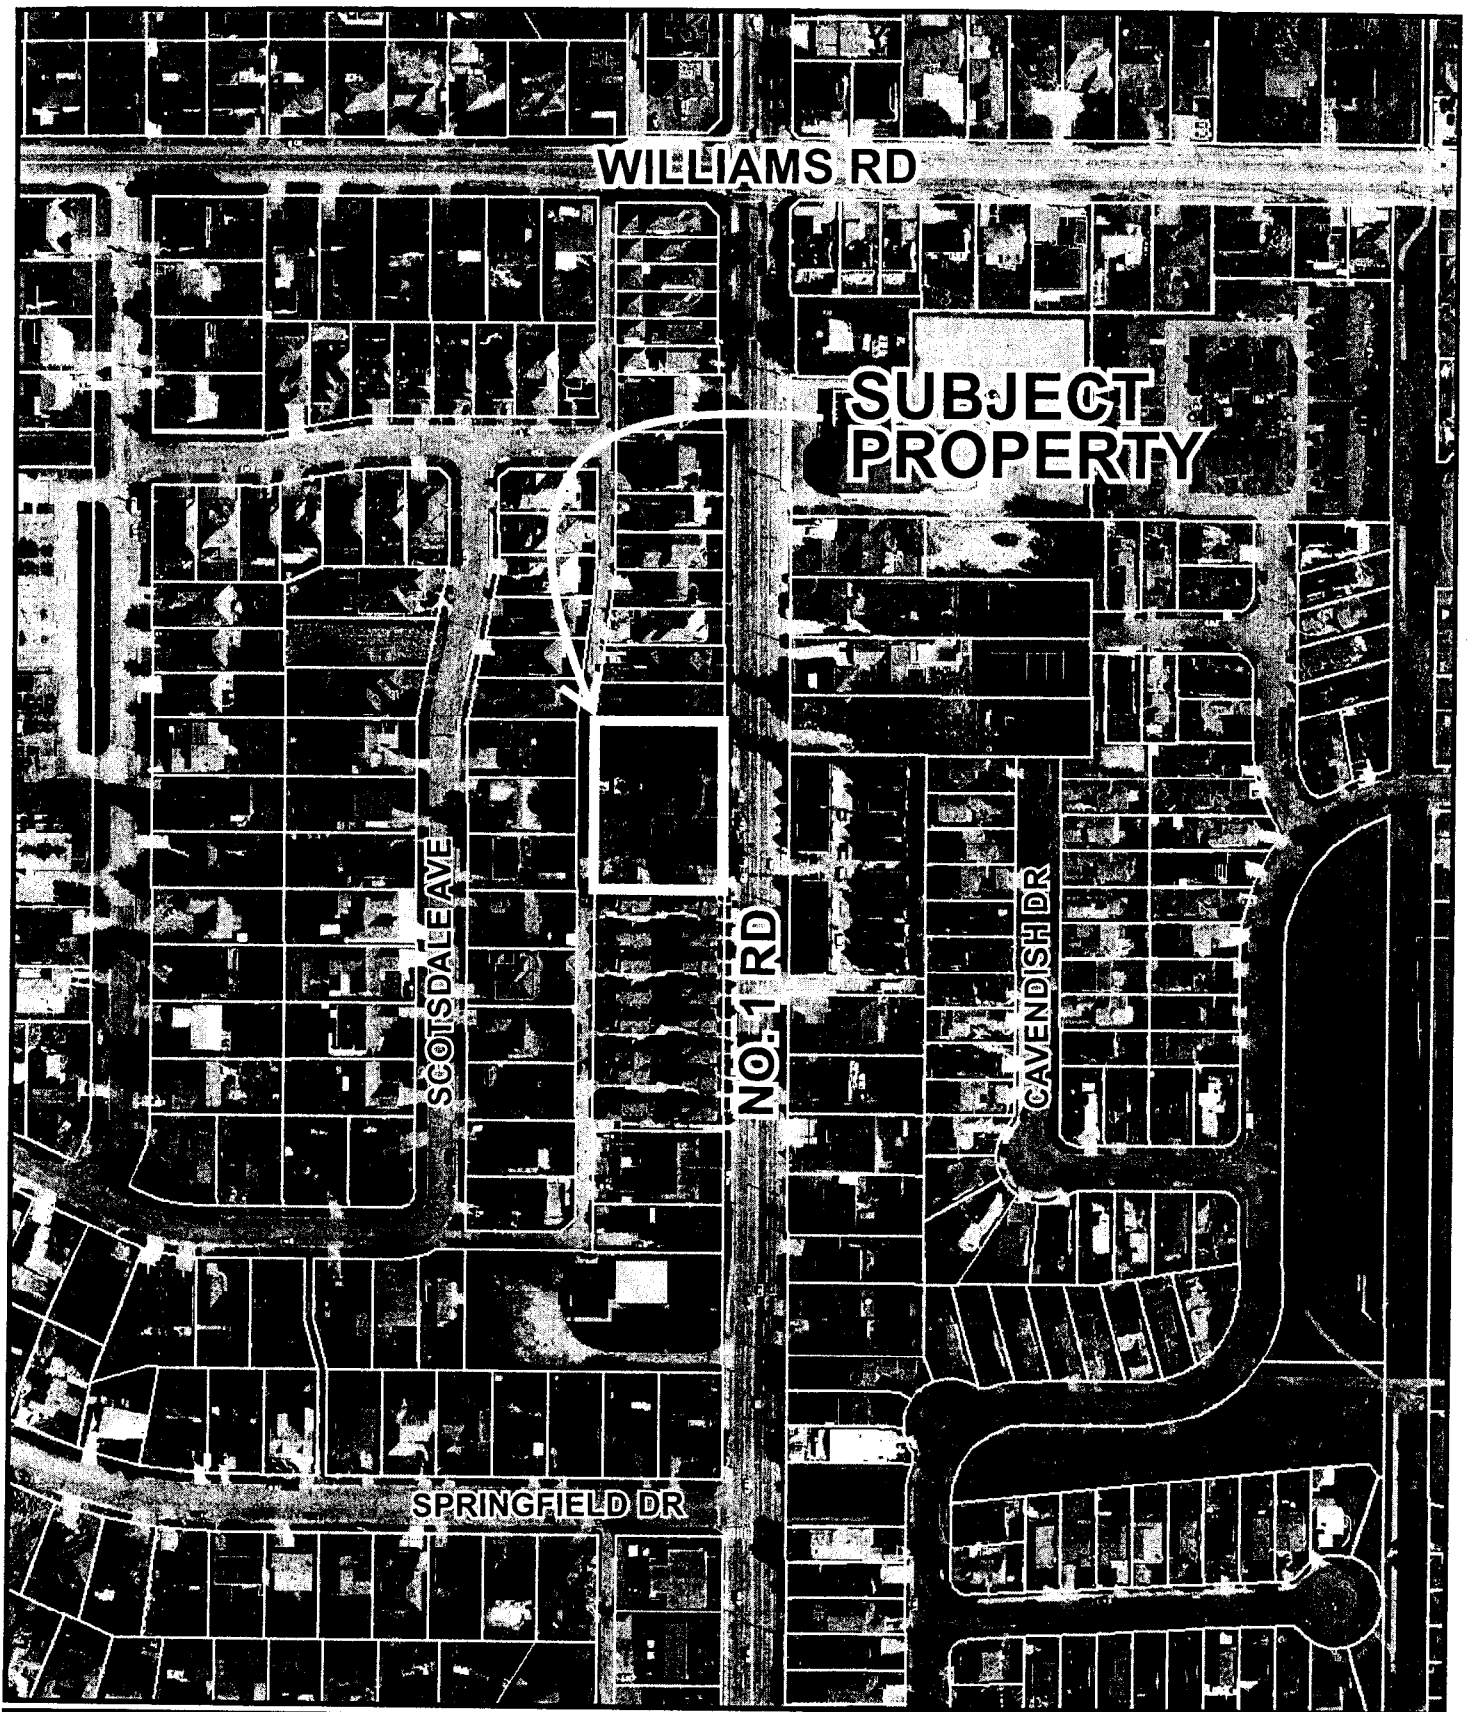 WILLIAMS RD
SUBJECT
PROPERTY
SCOTSDALE AVE
NO. 1 RD
CAVENDISH DR
SPRINGFIELD DR